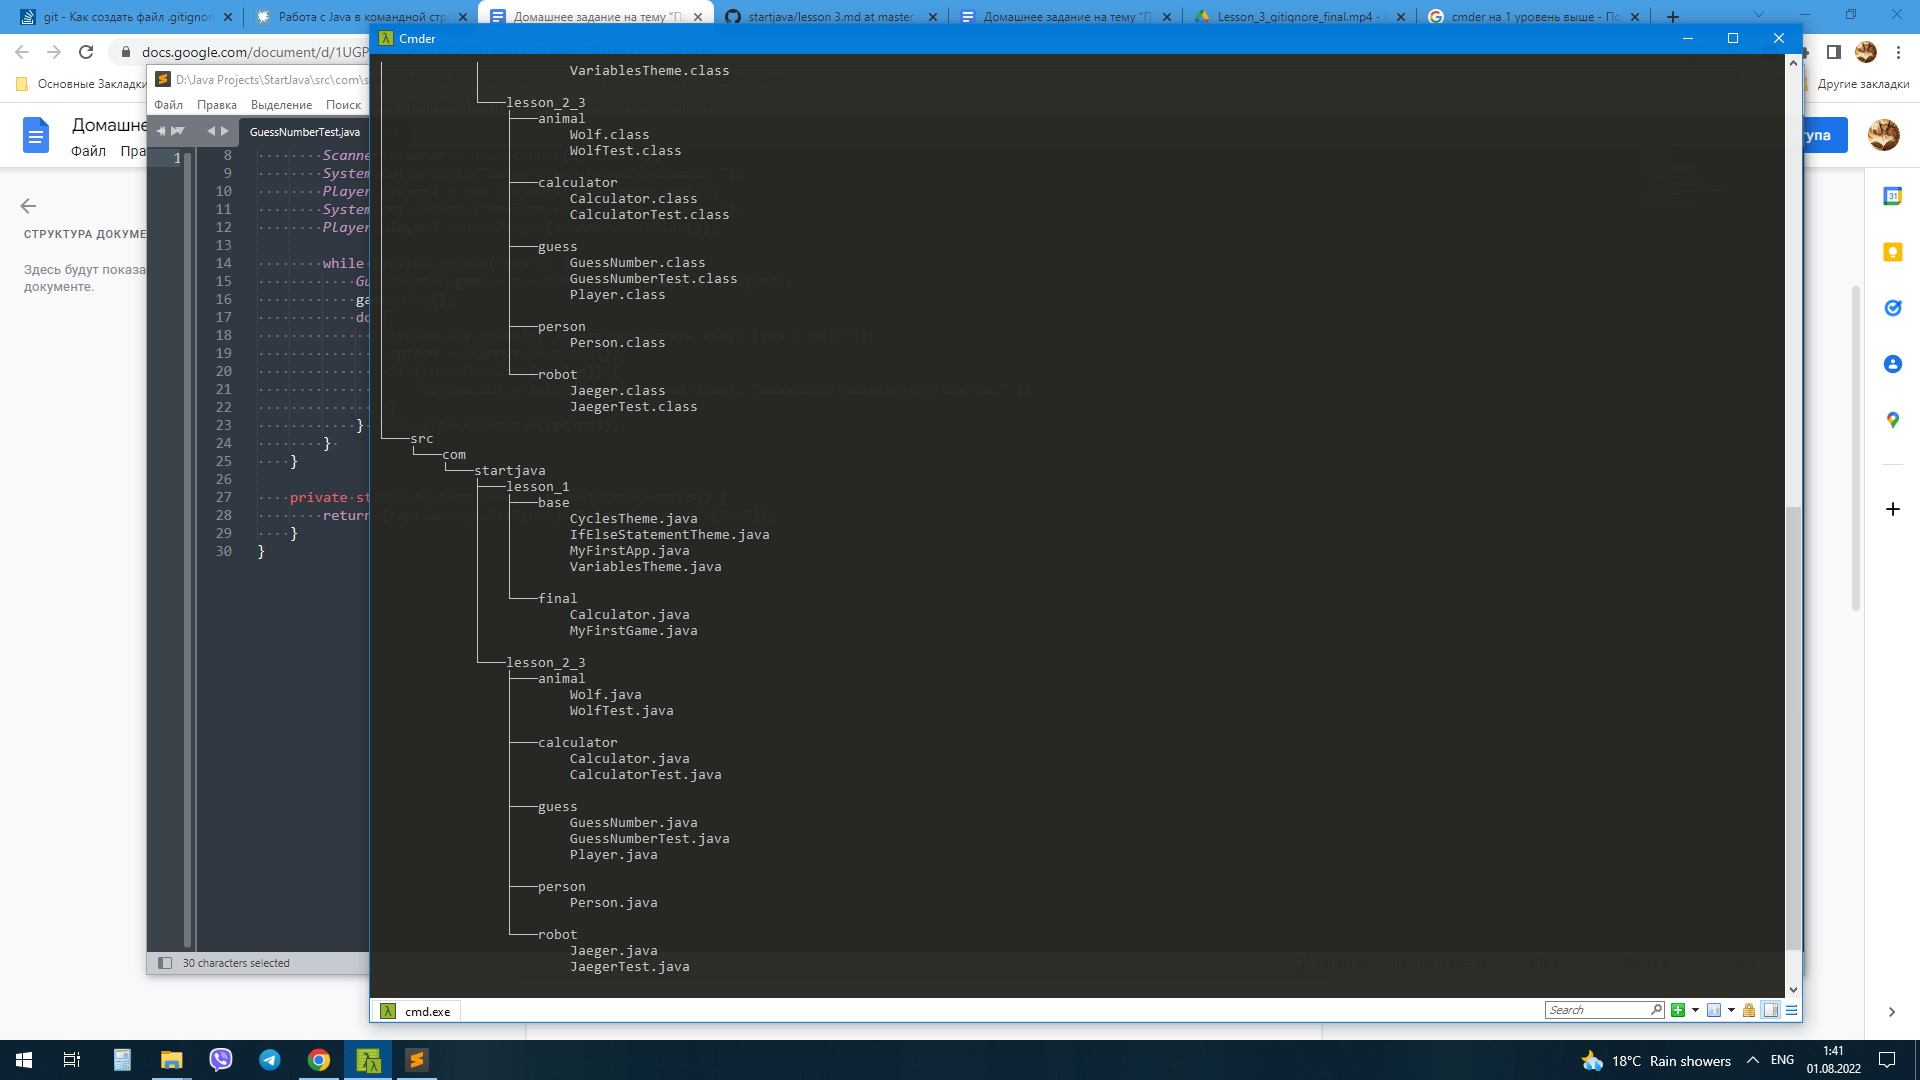 git - Как создать файл .gitignor
Работа с Java в командной стр
Домашнее задание на тему “П
startjava/lesson 3.md at master
Домашнее задание на тему “П
Lesson_3_gitignore_final.mp4 -
cmder на 1 уровень выше - По
docs.google.com/document/d/1UGP
Основные Закладки
Другие закладки
Домашне
Файл Пра
упа
СТРУКТУРА ДОКУМЕ
Здесь будут показа
документе.
D:\Java Projects\StartJava\src\com\s
Файл Правка Выделение Поиск
GuessNumberTest.java
1
8 Scanne
9 System
10 Player
11 System
12 Player
13
14 while
15 Gu
16 ga
17 do
18
19
20
21
22
23 }
24 }
25 }
26
27 private st
28 return
29 }
30 }
30 characters selected
Cmder
VariablesTheme.class
lesson_2_3
animal
Wolf.class
WolfTest.class
calculator
Calculator.class
CalculatorTest.class
guess
GuessNumber.class
GuessNumberTest.class
Player.class
person
Person.class
robot
Jaeger.class
JaegerTest.class
src
com
startjava
lesson_1
base
CyclesTheme.java
IfElseStatementTheme.java
MyFirstApp.java
VariablesTheme.java
final
Calculator.java
MyFirstGame.java
lesson_2_3
animal
Wolf.java
WolfTest.java
calculator
Calculator.java
CalculatorTest.java
guess
GuessNumber.java
GuessNumberTest.java
Player.java
person
Person.java
robot
Jaeger.java
JaegerTest.java
cmd.exe
Search
18°C Rain showers
ENG
1:41
01.08.2022